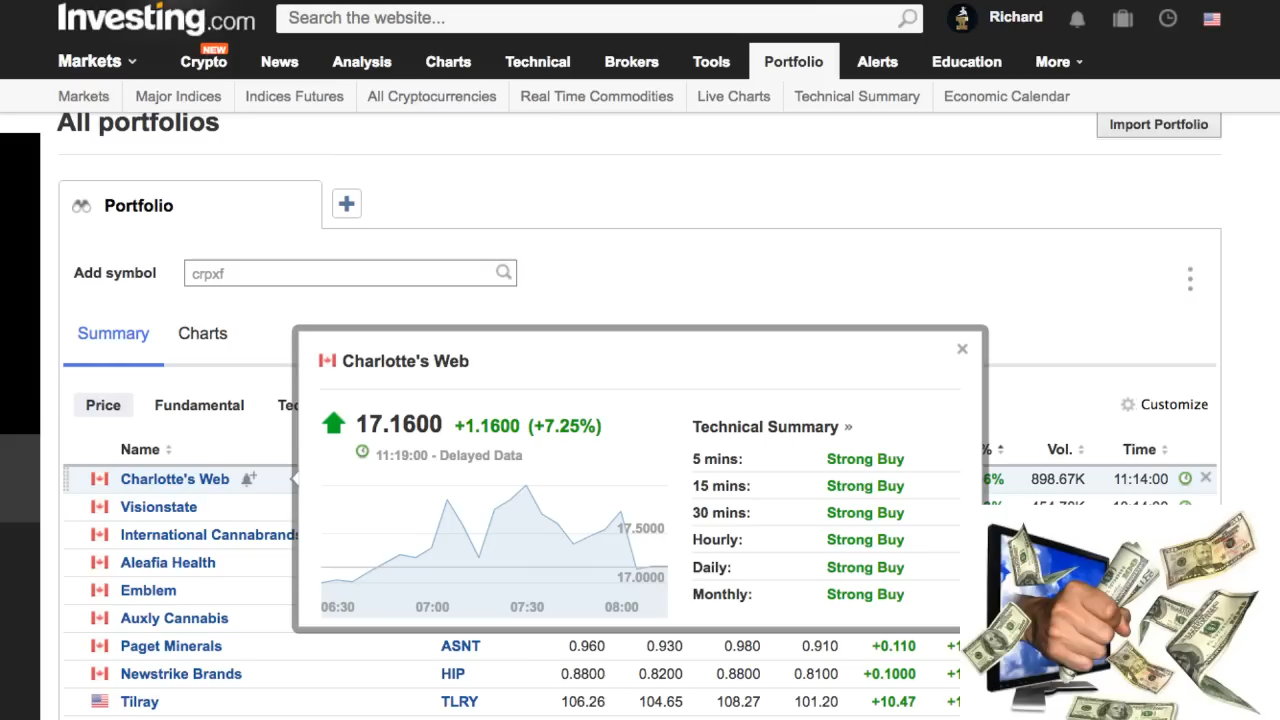 Investing.com
Search the website...
Richard
Markets
NEW
Crypto
News
Analysis
Charts
Technical
Brokers
Tools
Portfolio
Alerts
Education
More
Markets
Major Indices
Indices Futures
All Cryptocurrencies
Real Time Commodities
Live Charts
Technical Summary
Economic Calendar
All portfolios
Import Portfolio
Portfolio
Add symbol
crpxf
Summary
Charts
Price
Fundamental
Customize
Name
%
Vol.
Time
Charlotte's Web
6%
898.67K
11:14:00
Visionstate
International Cannabrands
Aleafia Health
Emblem
Auxly Cannabis
Paget Minerals ASNT 0.960 0.930 0.980 0.910 +0.110
Newstrike Brands HIP 0.8800 0.8200 0.8800 0.8100 +0.1000
Tilray TLRY 106.26 104.65 108.27 101.20 +10.47
Charlotte's Web
17.1600 +1.1600 (+7.25%)
11:19:00 - Delayed Data
17.5000
17.0000
06:30 07:00 07:30 08:00
Technical Summary »
5 mins: Strong Buy
15 mins: Strong Buy
30 mins: Strong Buy
Hourly: Strong Buy
Daily: Strong Buy
Monthly: Strong Buy